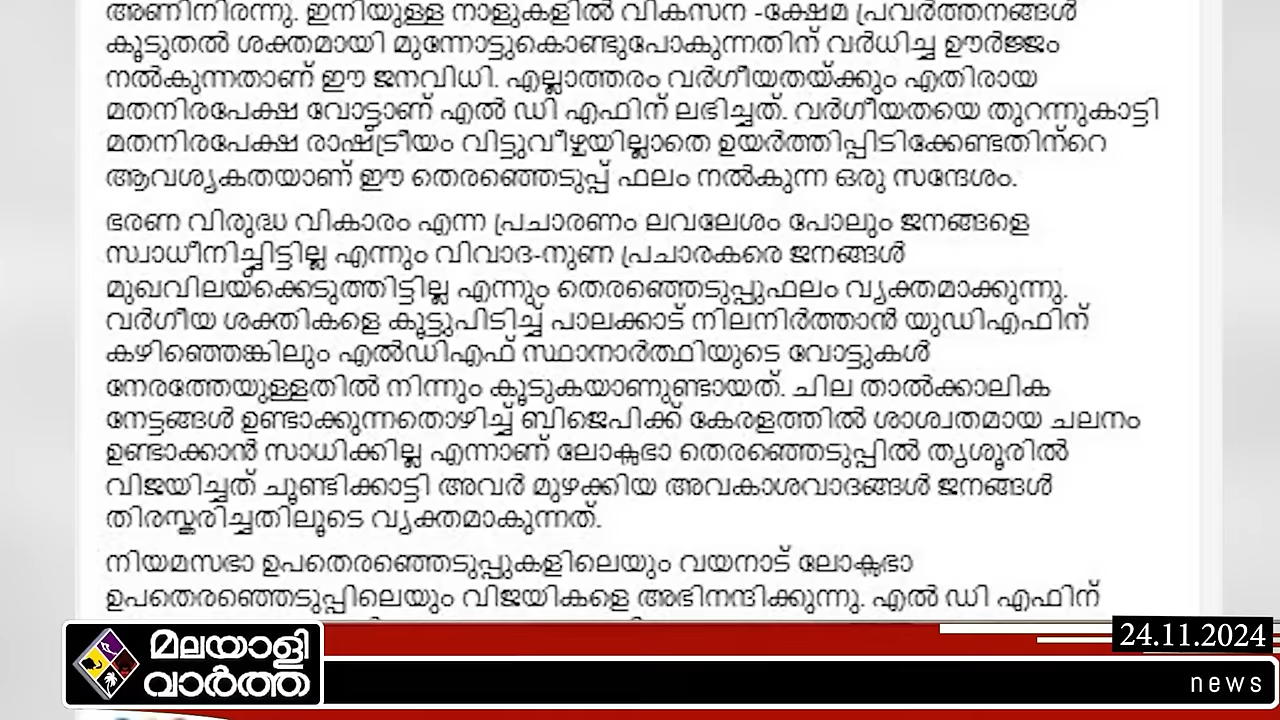 അണിനിരന്നു. ഇനിയുള്ള നാളുകളിൽ വികസന -ക്ഷേമ പ്രവർത്തനങ്ങൾ
കൂടുതൽ ശക്തമായി മുന്നോട്ടുകൊണ്ടുപോകുന്നതിന് വർധിച്ച ഊർജ്ജം
നൽകുന്നതാണ് ഈ ജനവിധി. എല്ലാത്തരം വർഗീയതയ്ക്കും എതിരായ
മതനിരപേക്ഷ വോട്ടാണ് എൽ ഡി എഫിന് ലഭിച്ചത്. വർഗീയതയെ തുറന്നുകാട്ടി
മതനിരപേക്ഷ രാഷ്ട്രീയം വിട്ടുവീഴ്ചയില്ലാതെ ഉയർത്തിപ്പിടിക്കേണ്ടതിന്റെ
ആവശ്യകതയാണ് ഈ തെരഞ്ഞെടുപ്പ് ഫലം നൽകുന്ന ഒരു സന്ദേശം.
ഭരണ വിരുദ്ധ വികാരം എന്ന പ്രചാരണം ലവലേശം പോലും ജനങ്ങളെ
സ്വാധീനിച്ചിട്ടില്ല എന്നും വിവാദ-നുണ പ്രചാരകരെ ജനങ്ങൾ
മുഖവിലയ്ക്കെടുത്തിട്ടില്ല എന്നും തെരഞ്ഞെടുപ്പുഫലം വ്യക്തമാക്കുന്നു.
വർഗീയ ശക്തികളെ കൂട്ടുപിടിച്ച് പാലക്കാട് നിലനിർത്താൻ യുഡിഎഫിന്
കഴിഞ്ഞെങ്കിലും എൽഡിഎഫ് സ്ഥാനാർത്ഥിയുടെ വോട്ടുകൾ
നേരത്തേയുള്ളതിൽ നിന്നും കൂടുകയാണുണ്ടായത്. ചില താൽക്കാലിക
നേട്ടങ്ങൾ ഉണ്ടാക്കുന്നതൊഴിച്ച് ബിജെപിക്ക് കേരളത്തിൽ ശാശ്വതമായ ചലനം
ഉണ്ടാക്കാൻ സാധിക്കില്ല എന്നാണ് ലോക്സഭാ തെരഞ്ഞെടുപ്പിൽ തൃശൂരിൽ
വിജയിച്ചത് ചൂണ്ടിക്കാട്ടി അവർ മുഴക്കിയ അവകാശവാദങ്ങൾ ജനങ്ങൾ
തിരസ്കരിച്ചതിലൂടെ വ്യക്തമാകുന്നത്.
നിയമസഭാ ഉപതെരഞ്ഞെടുപ്പുകളിലെയും വയനാട് ലോക്സഭാ
ഉപതെരഞ്ഞെടുപ്പിലെയും വിജയികളെ അഭിനന്ദിക്കുന്നു. എൽ ഡി എഫിന്
മലയാളി
വാർത്ത
24.11.2024
news